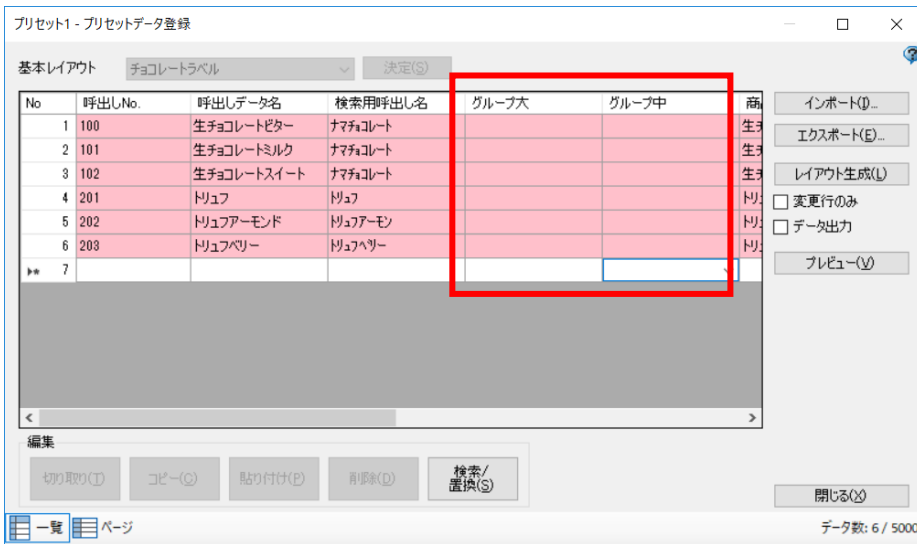 プリセット1 - プリセットデータ登録
基本レイアウト チョコレートラベル 決定(S)
No 呼出しNo. 呼出しデータ名 検索用呼出し名 グループ大 グループ中
1 100 生チョコレートビター ナマチョコレート
2 101 生チョコレートミルク ナマチョコレート
3 102 生チョコレートスイート ナマチョコレート
4 201 トリュフ トリュフ
5 202 トリュフアーモンド トリュフアーモン
6 203 トリュフベリー トリュフベリー
7
インポート(I)...
エクスポート(E)...
レイアウト生成(L)
変更行のみ
データ出力
プレビュー(V)
編集
切り取り(T) コピー(C) 貼り付け(P) 削除(D) 検索/
置換(S)
閉じる(X)
一覧 ページ データ数: 6 / 5000